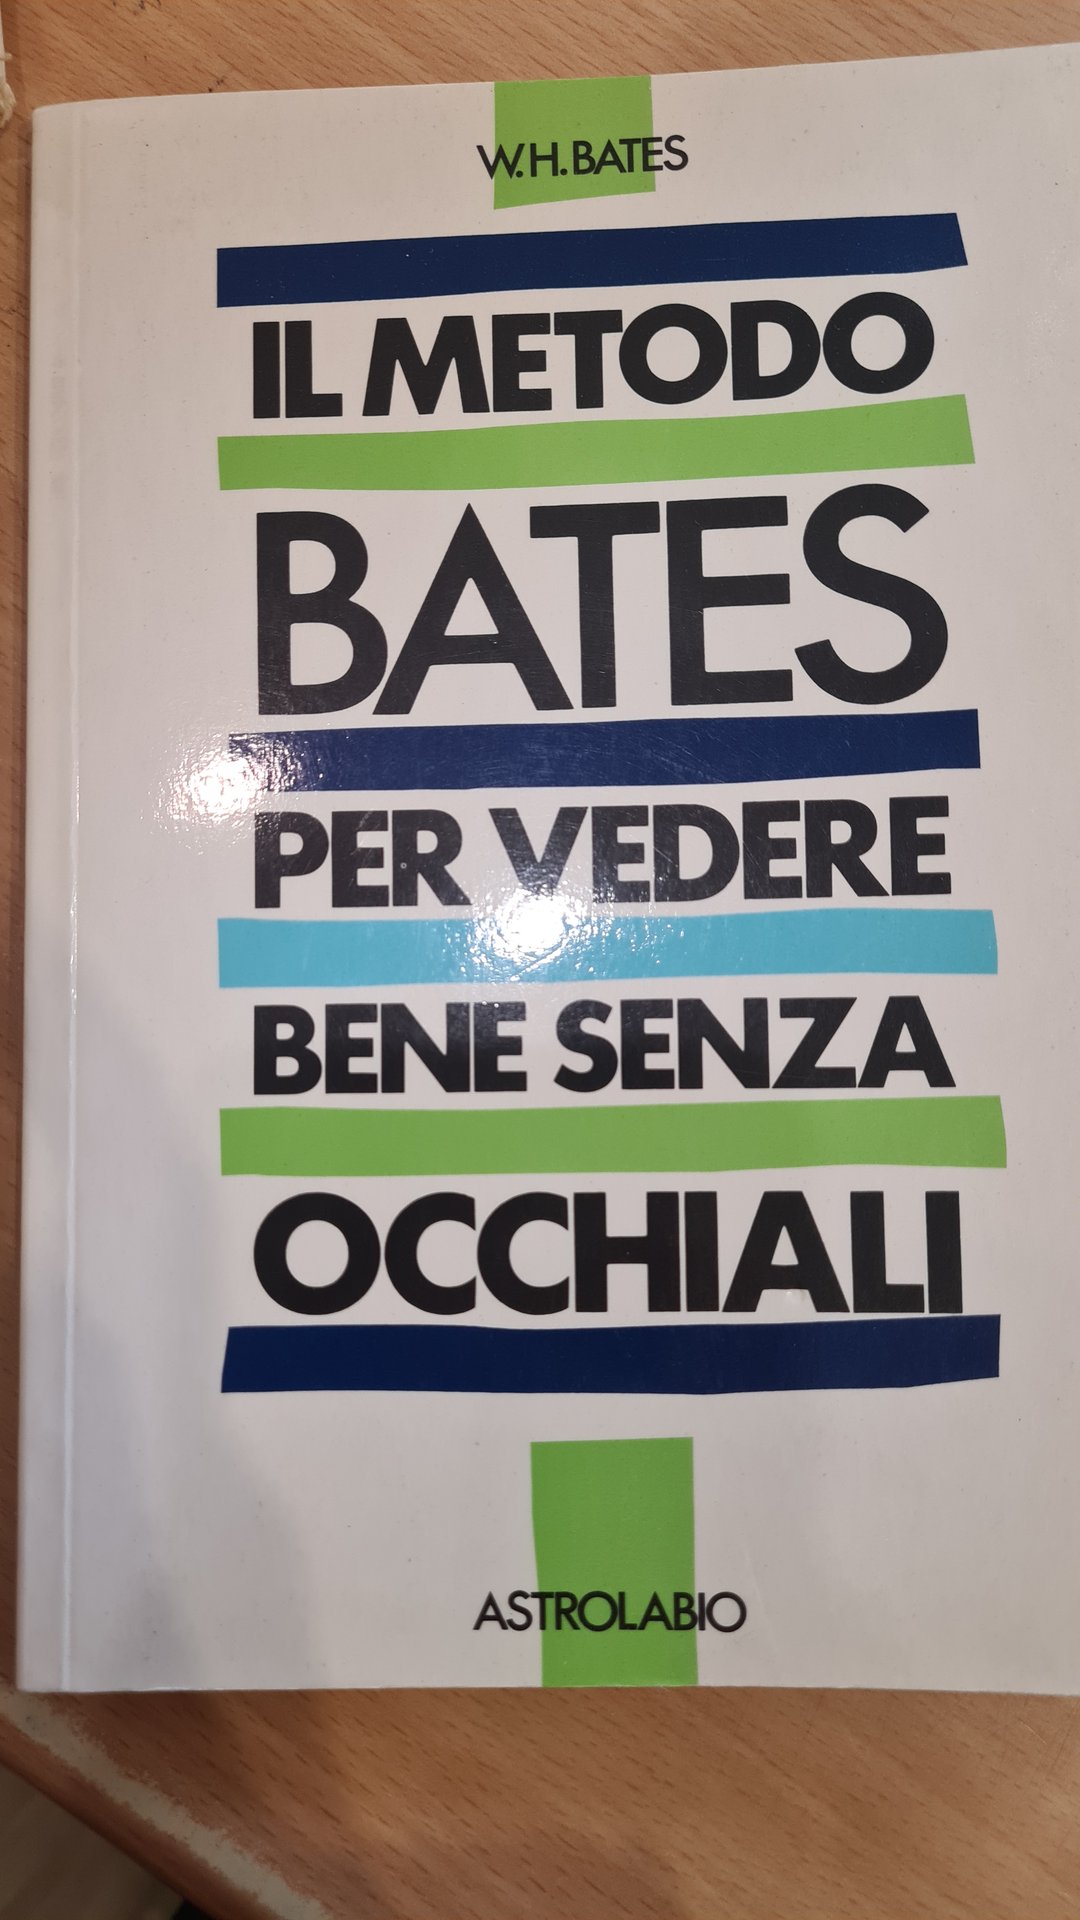 W.H.BATES
IL METODO
BATES
PER VEDERE
BENE SENZA
OCCHIALI
ASTROLABIO